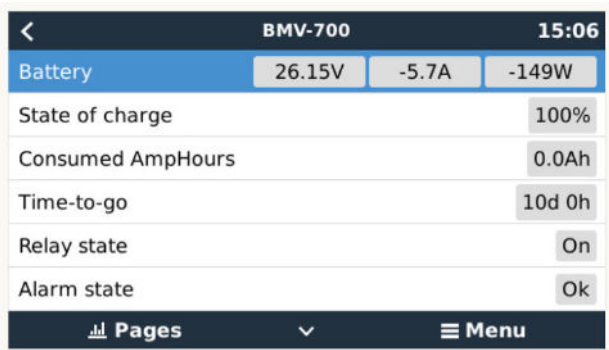 BMV-700 15:06
Battery 26.15V -5.7A -149W
State of charge 100%
Consumed AmpHours 0.0Ah
Time-to-go 10d 0h
Relay state On
Alarm state Ok
Pages Menu